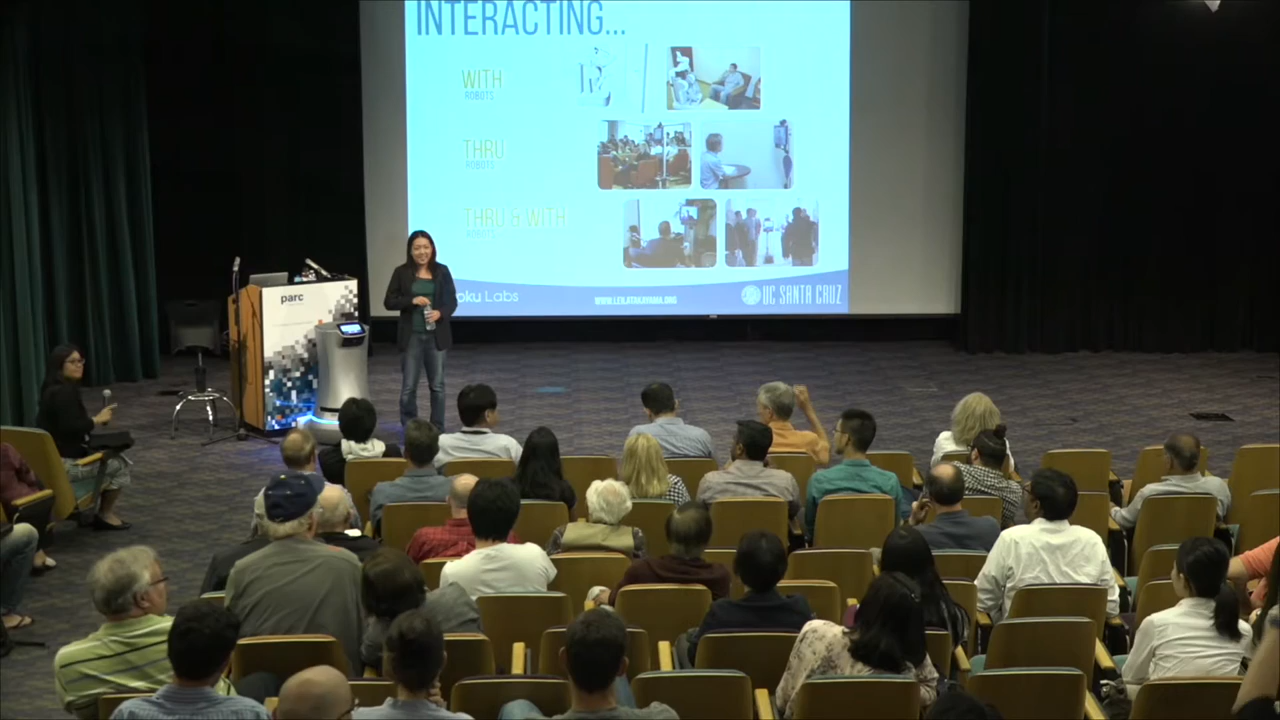 INTERACTING...
WITH
ROBOTS
THRU
ROBOTS
THRU & WITH
ROBOTS
parc
oku Labs
WWW.LEILATAKAYAMA.ORG
UC SANTA CRUZ